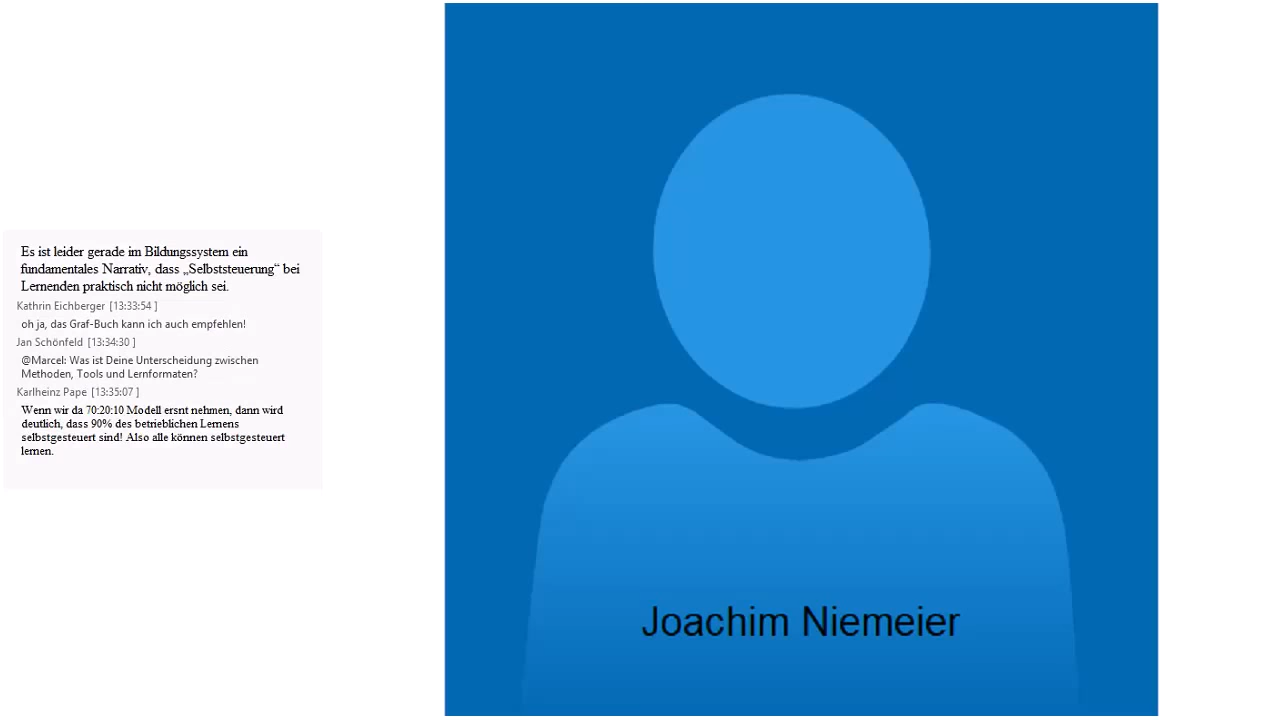 Es ist leider gerade im Bildungssystem ein
fundamentales Narrativ, dass „Selbststeuerung“ bei
Lernenden praktisch nicht möglich sei.
Kathrin Eichberger [13:33:54 ]
oh ja, das Graf-Buch kann ich auch empfehlen!
Jan Schönfeld [13:34:30 ]
@Marcel: Was ist Deine Unterscheidung zwischen
Methoden, Tools und Lernformaten?
Karlheinz Pape [13:35:07 ]
Wenn wir da 70:20:10 Modell ersnt nehmen, dann wird
deutlich, dass 90% des betrieblichen Lernens
selbstgesteuert sind! Also alle können selbstgesteuert
lernen.
Joachim Niemeier